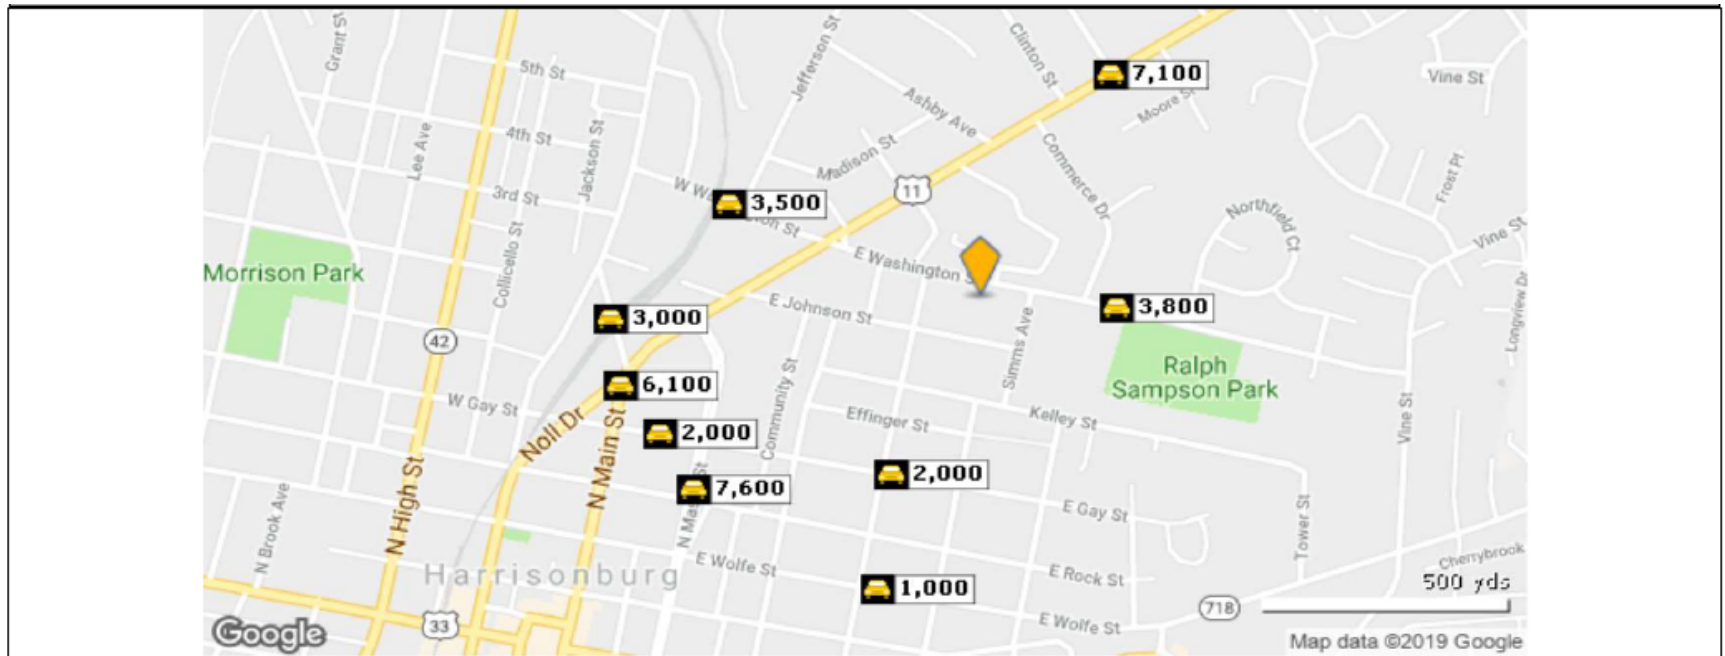 Grant S
5th St
Jefferson St
Clinton St
7,100
Vine St
Moore St
Ashby Ave
4th St
Lee Ave
Jackson St
Madison St
Commerce Dr
Frost Pl
3rd St
W Wa
3,500
ton St
11
Northfield Ct
Vine St
Collicello St
E Washington S
Morrison Park
E Johnson St
3,800
Longview Dr
3,000
42
Simms Ave
Ralph
Sampson Park
6,100
W Gay St
Community St
Effinger St
Kelley St
Vine St
Noll Dr
N Main St
2,000
2,000
7,600
N Mas
St
E Gay St
N High St
N Brook Ave
Tower St
E Wolfe St
E Rock St
Cherrybrook
Harrisonburg
1,000
500 yds
718
33
E Wolfe St
Google
Map data ©2019 Google